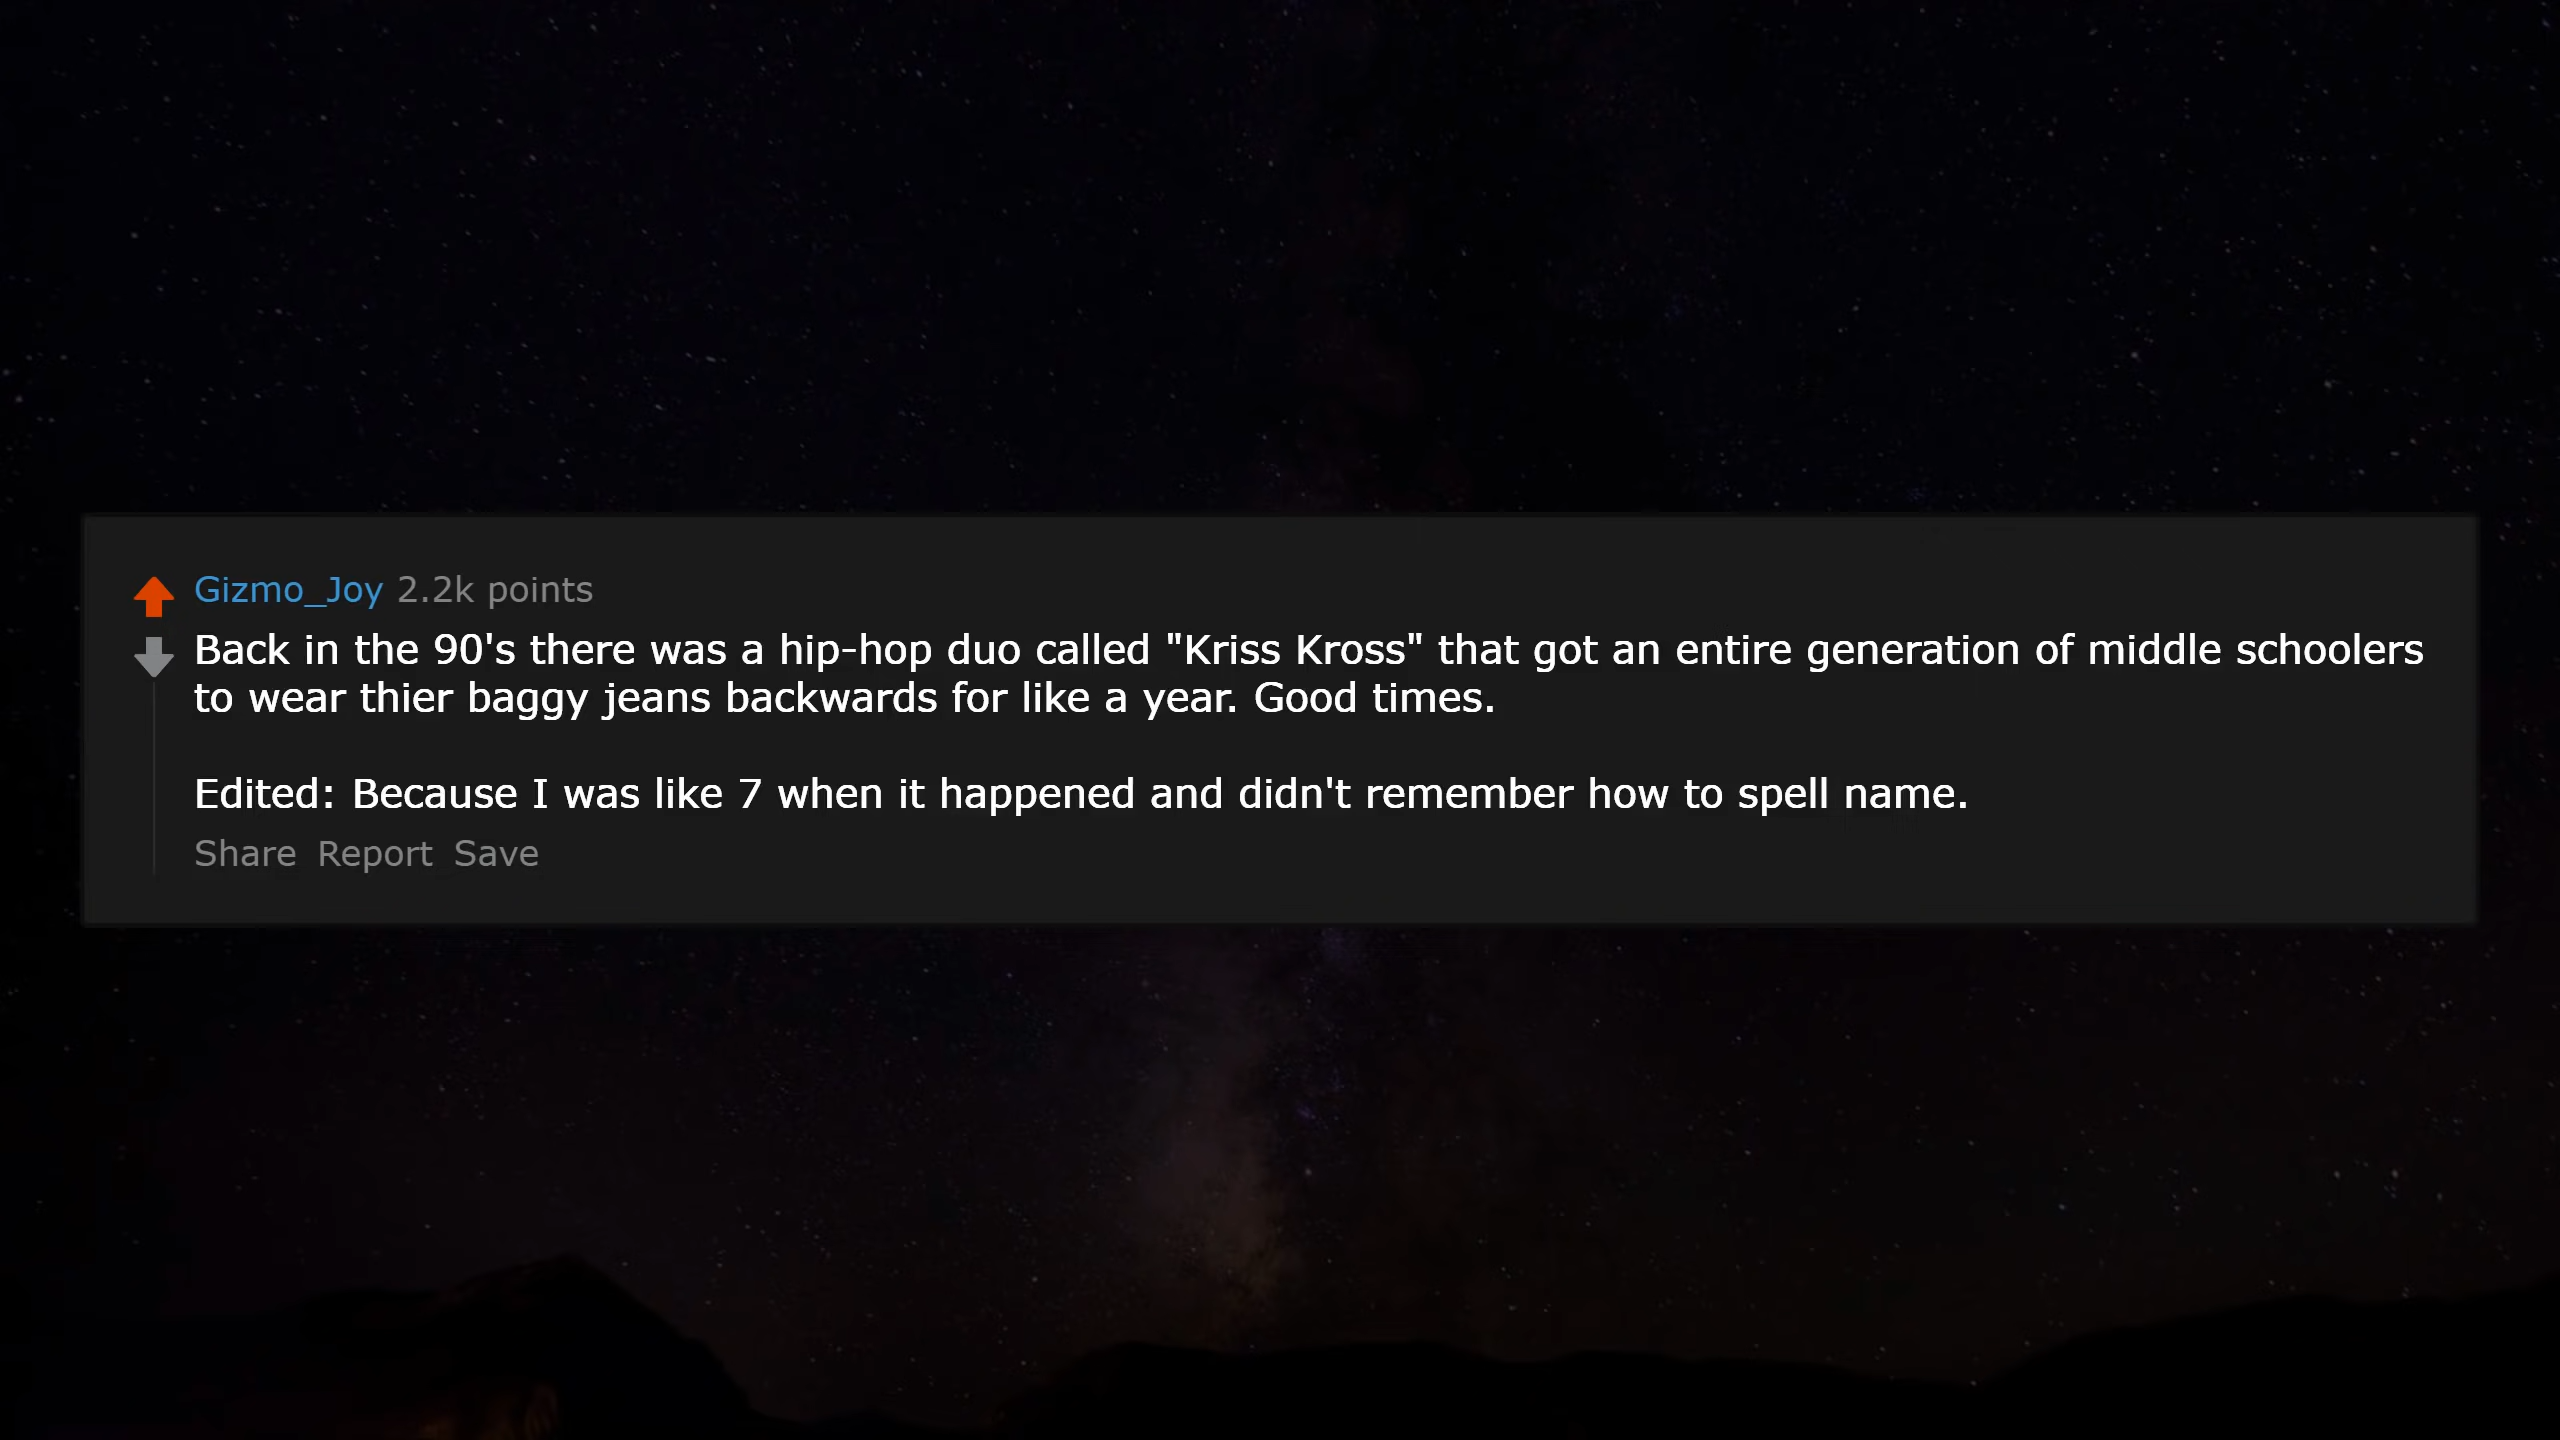 Gizmo_Joy 2.2k points
Back in the 90's there was a hip-hop duo called "Kriss Kross" that got an entire generation of middle schoolers
to wear thier baggy jeans backwards for like a year. Good times.
Edited: Because I was like 7 when it happened and didn't remember how to spell name.
Share Report Save